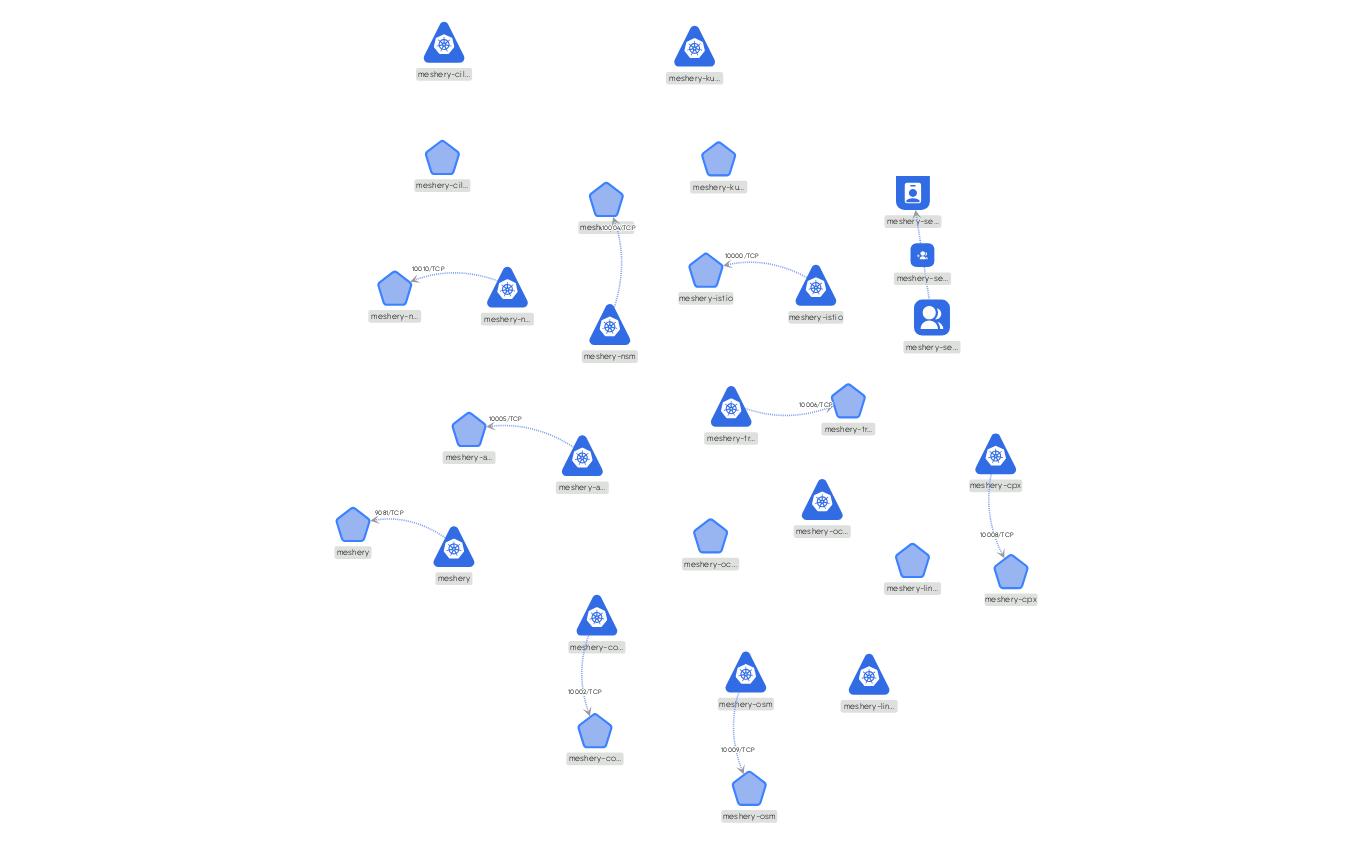 meshery-cil...
meshery-ku...
meshery-cil...
meshery-ku...
meshery-se...
10004/TCP
10000/TCP
10010/TCP
meshery-se...
meshery-istio
meshery-n...
meshery-n...
meshery-istio
meshery-se...
meshery-nsm
10006/TCP
10005/TCP
meshery-tr...
meshery-tr...
meshery-a...
meshery-a...
meshery-cpx
9081/TCP
meshery-oc...
10008/TCP
meshery
meshery-oc...
meshery
meshery-lin...
meshery-cpx
meshery-co...
10002/TCP
meshery-osm
meshery-lin...
10009/TCP
meshery-co...
meshery-osm